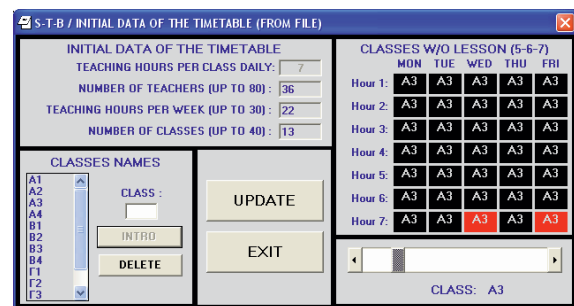 S-T-B / INITIAL DATA OF THE TIMETABLE (FROM FILE)
INITIAL DATA OF THE TIMETABLE
TEACHING HOURS PER CLASS DAILY: 7
NUMBER OF TEACHERS (UP TO 80) : 36
TEACHING HOURS PER WEEK (UP TO 30) : 22
NUMBER OF CLASSES (UP TO 40) : 13
CLASSES NAMES
A1
A2
A3
A4
B1
B2
B3
B4
Γ1
Γ2
Γ3
CLASS :
INTRO
DELETE
UPDATE
EXIT
CLASSES W/O LESSON (5-6-7)
MON TUE WED THU FRI
Hour 1: A3 A3 A3 A3 A3
Hour 2: A3 A3 A3 A3 A3
Hour 3: A3 A3 A3 A3 A3
Hour 4: A3 A3 A3 A3 A3
Hour 5: A3 A3 A3 A3 A3
Hour 6: A3 A3 A3 A3 A3
Hour 7: A3 A3 A3 A3 A3
CLASS: A3